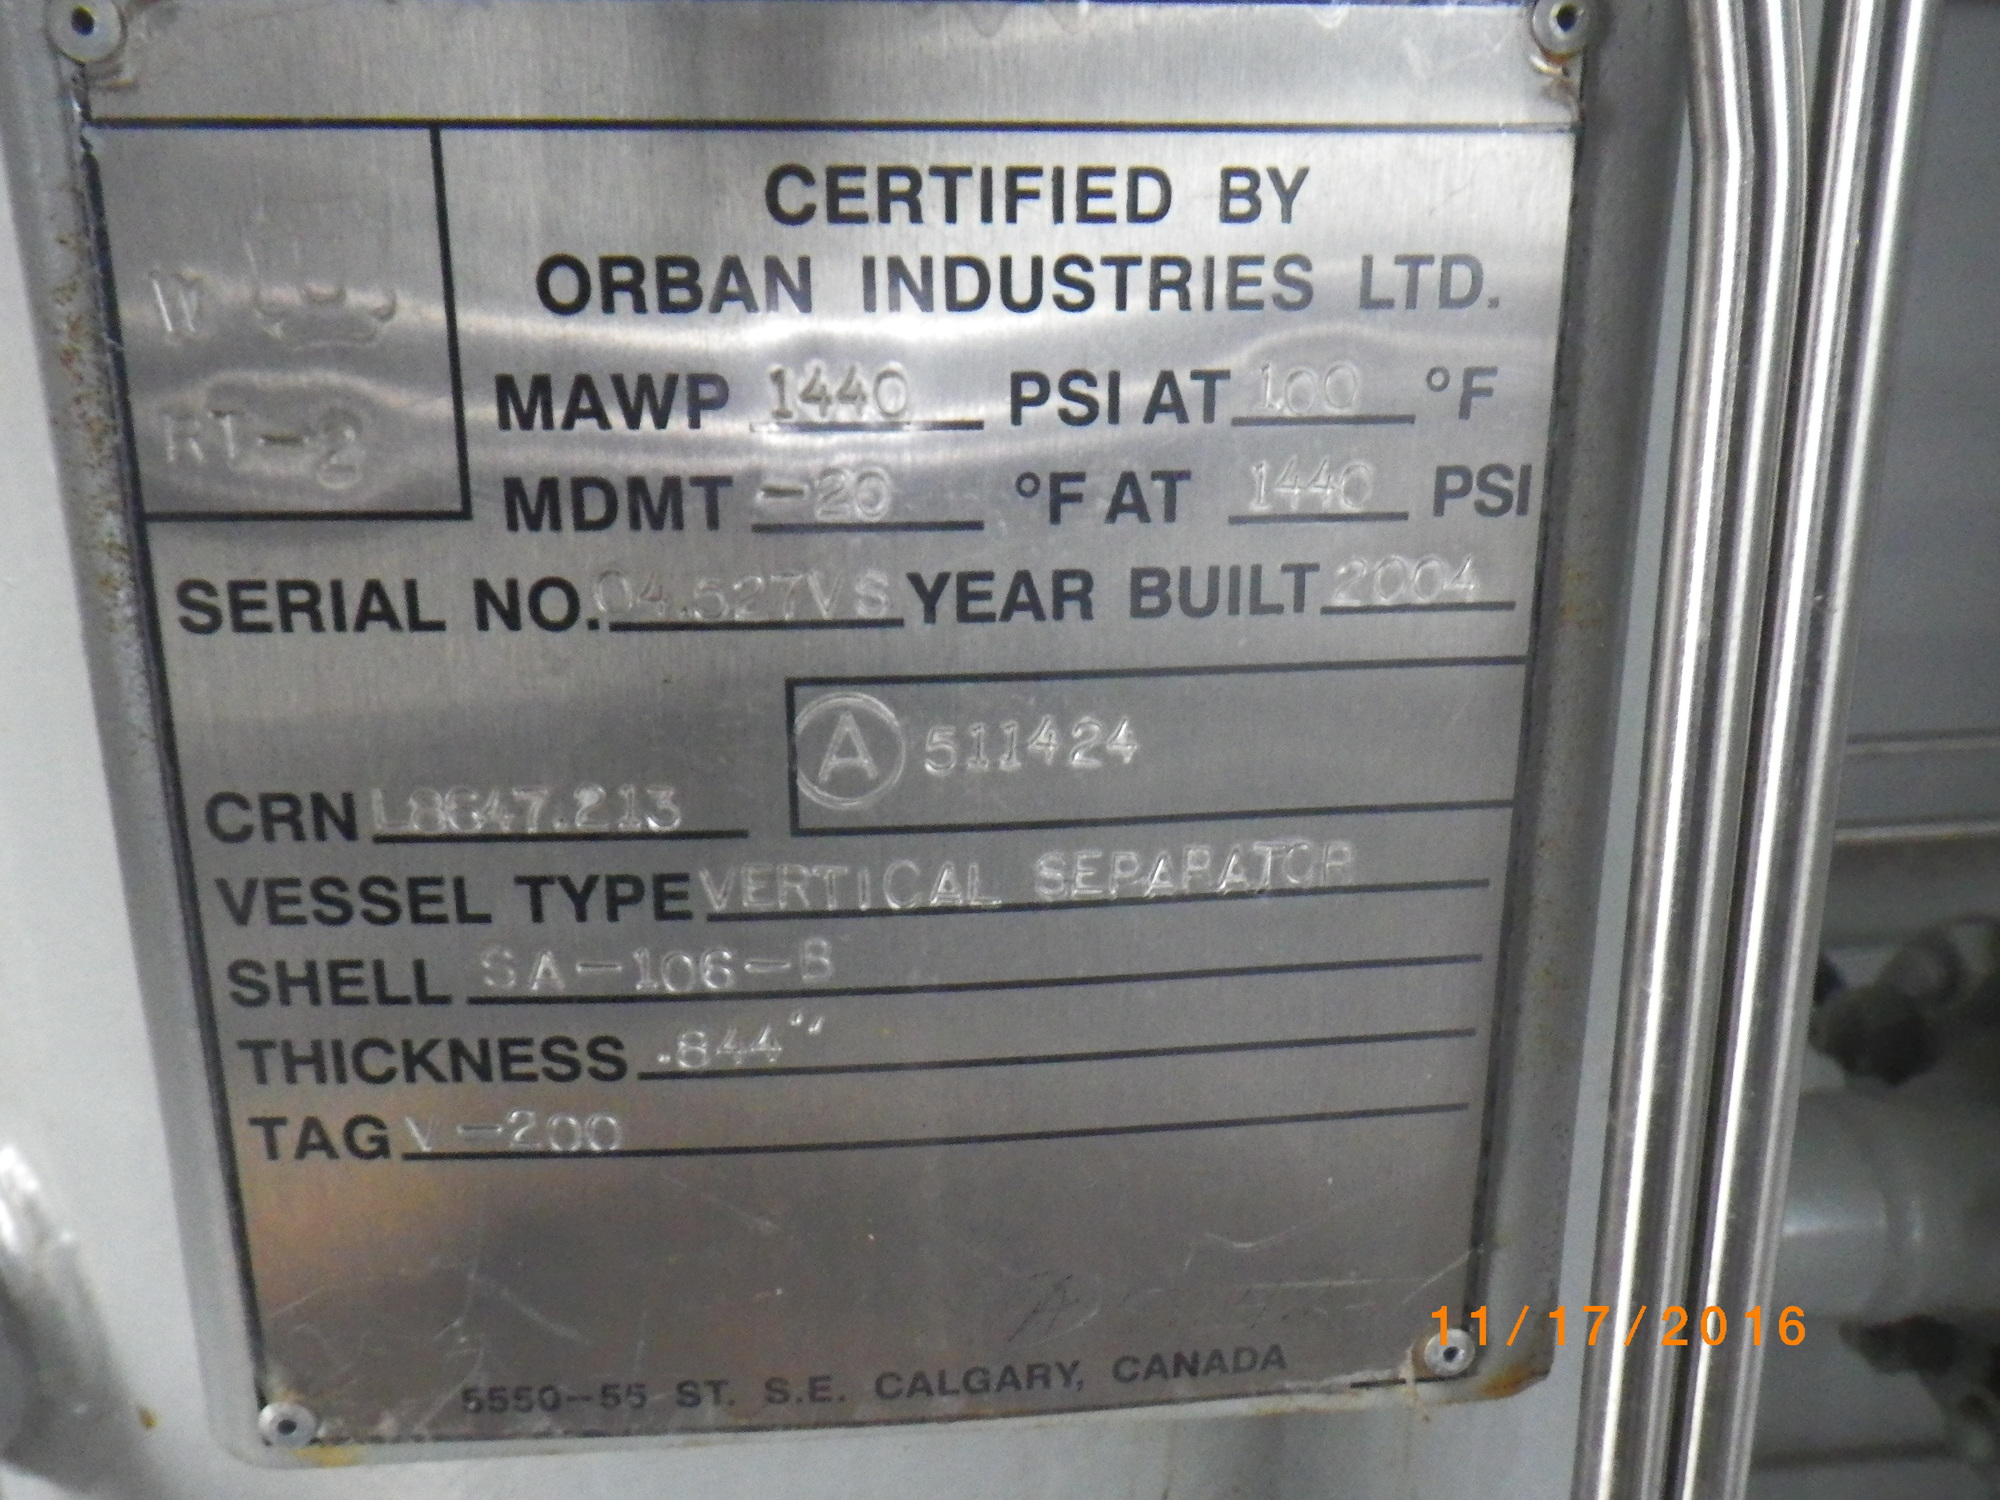 CERTIFIED BY
ORBAN INDUSTRIES LTD.
W
RT-2
MAWP 1440 PSI AT 100 °F
MDMT -20 °F AT 1440 PSI
SERIAL NO. 04.527VS YEAR BUILT 2004
A 511424
CRN L8647.213
VESSEL TYPE VERTICAL SEPARATOR
SHELL SA-106-B
THICKNESS .844"
TAG V-200
5550-55 ST. S.E. CALGARY, CANADA
11/17/2016